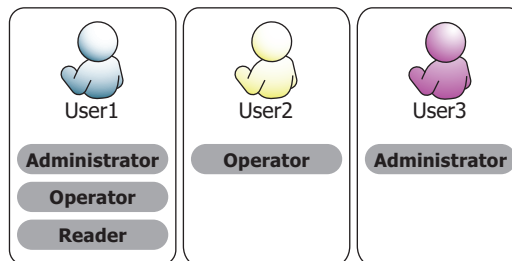 User1
Administrator
Operator
Reader
User2
Operator
User3
Administrator